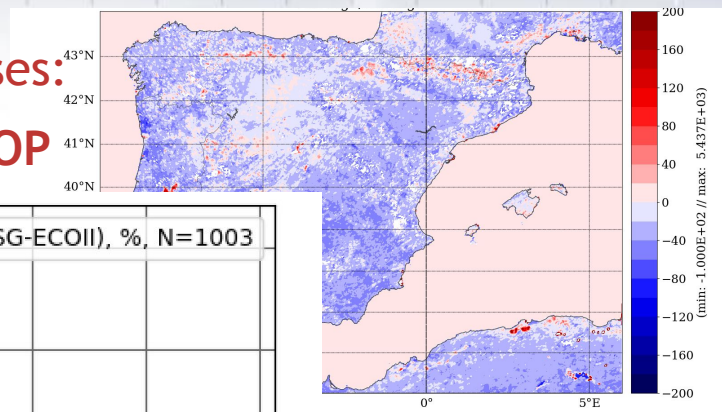 ses:
OP
SG-ECOII), %, N=1003
43°N
42°N
41°N
40°N
0°
5°E
200
160
120
80
40
0
−40
−80
−120
−160
−200
(min: -1.000E+02 // max: 5.437E+03)